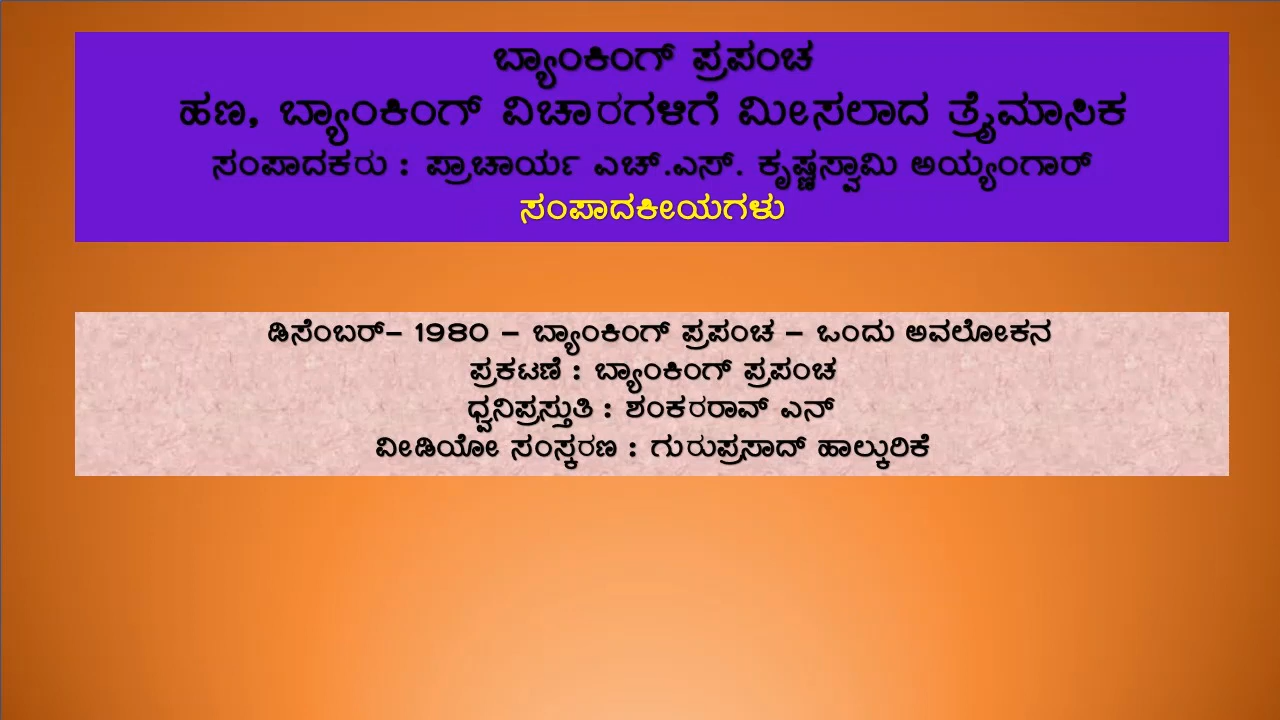 ಬ್ಯಾಂಕಿಂಗ್ ಪ್ರಪಂಚ
ಹಣ, ಬ್ಯಾಂಕಿಂಗ್ ವಿಚಾರಗಳಿಗೆ ಮೀಸಲಾದ ತ್ರೈಮಾಸಿಕ
ಸಂಪಾದಕರು : ಪ್ರಾಚಾರ್ಯ ಎಚ್.ಎಸ್. ಕೃಷ್ಣಸ್ವಾಮಿ ಅಯ್ಯಂಗಾರ್
ಸಂಪಾದಕೀಯಗಳು
ಡಿಸೆಂಬರ್– 1980 – ಬ್ಯಾಂಕಿಂಗ್ ಪ್ರಪಂಚ – ಒಂದು ಅವಲೋಕನ
ಪ್ರಕಟಣೆ : ಬ್ಯಾಂಕಿಂಗ್ ಪ್ರಪಂಚ
ಧ್ವನಿಪ್ರಸ್ತುತಿ : ಶಂಕರರಾವ್ ಎನ್
ವೀಡಿಯೋ ಸಂಸ್ಕರಣ : ಗುರುಪ್ರಸಾದ್ ಹಾಲ್ಕುರಿಕೆ